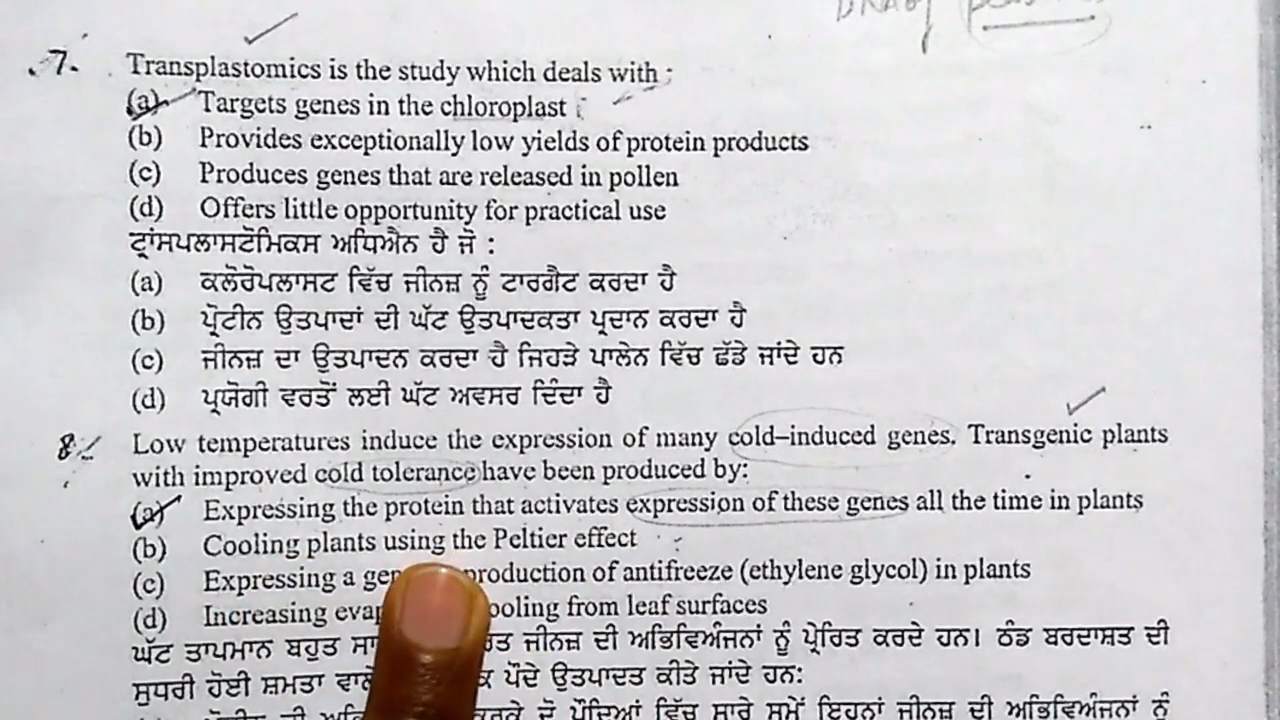 DNA of
7. Transplastomics is the study which deals with :
(a) Targets genes in the chloroplast
(b) Provides exceptionally low yields of protein products
(c) Produces genes that are released in pollen
(d) Offers little opportunity for practical use
ਟ੍ਰਾਂਸਪਲਾਸਟੋਮਿਕਸ ਅਧਿਐਨ ਹੈ ਜੋ :
(a) ਕਲੋਰੋਪਲਾਸਟ ਵਿੱਚ ਜੀਨਜ਼ ਨੂੰ ਟਾਰਗੈਟ ਕਰਦਾ ਹੈ
(b) ਪ੍ਰੋਟੀਨ ਉਤਪਾਦਾਂ ਦੀ ਘੱਟ ਉਤਪਾਦਕਤਾ ਪ੍ਰਦਾਨ ਕਰਦਾ ਹੈ
(c) ਜੀਨਜ਼ ਦਾ ਉਤਪਾਦਨ ਕਰਦਾ ਹੈ ਜਿਹੜੇ ਪਾਲੇਨ ਵਿੱਚ ਛੱਡੇ ਜਾਂਦੇ ਹਨ
(d) ਪ੍ਰਯੋਗੀ ਵਰਤੋਂ ਲਈ ਘੱਟ ਅਵਸਰ ਦਿੰਦਾ ਹੈ
8. Low temperatures induce the expression of many cold–induced genes. Transgenic plants
with improved cold tolerance have been produced by:
(a) Expressing the protein that activates expression of these genes all the time in plants
(b) Cooling plants using the Peltier effect
(c) Expressing a production of antifreeze (ethylene glycol) in plants
(d) Increasing from leaf surfaces
ਘੱਟ ਤਾਪਮਾਨ ਬਹੁਤ ਜੀਨਜ਼ ਦੀ ਅਭਿਵਿਅੰਜਨਾਂ ਨੂੰ ਪ੍ਰੇਰਿਤ ਕਰਦੇ ਹਨ। ਠੰਡ ਬਰਦਾਸ਼ਤ ਦੀ
ਸੁਧਰੀ ਹੋਈ ਸ਼ਮਤਾ ਪੌਦੇ ਉਤਪਾਦਤ ਕੀਤੇ ਜਾਂਦੇ ਹਨ:
ਦੀ ਕਰਕੇ ਜੋ ਪੌਦਿਆਂ ਵਿੱਚ ਸਾਰੇ ਸਮੇਂ ਇਹਨਾਂ ਜੀਨਜ਼ ਦੀ ਅਭਿਵਿਅੰਜਨਾਂ ਨੂੰ